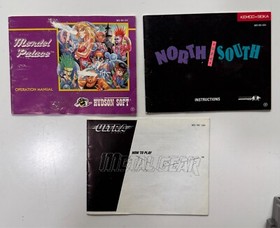 Mendel
Palace
OPERATION MANUAL
HUDSON SOFT
KEMCO★SEIKA
NORTH
SOUTH
INSTRUCTIONS
ULTRA
HOW TO PLAY
METAL GEAR